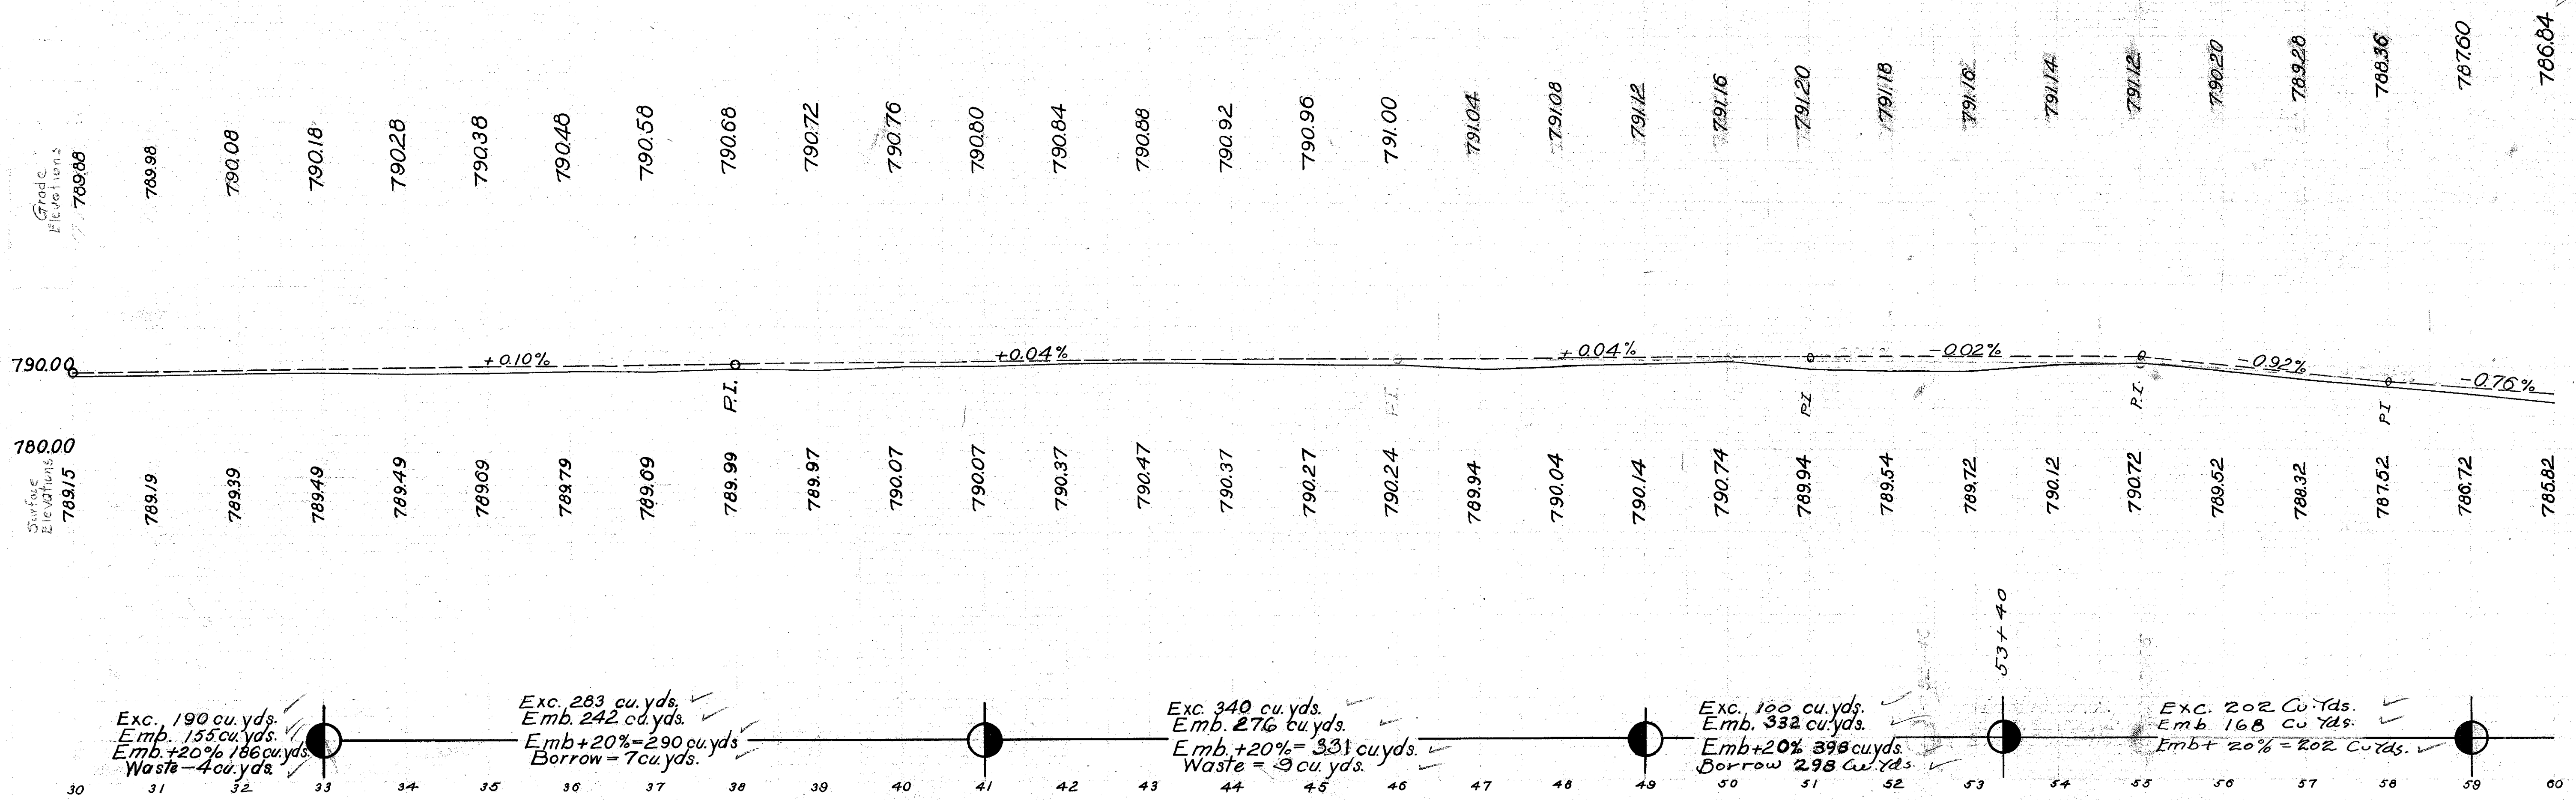 Grade
Elevations
789.88 789.98 790.08 790.18 790.28 790.38 790.48 790.58 790.68 790.72 790.76 790.80 790.84 790.88 790.92 790.96 791.00 791.04 791.08 791.12 791.16 791.20 791.18 791.16 791.14 791.12 790.20 789.28 788.36 787.60 786.84
790.00
+0.10% +0.04% +0.04% -0.02% -0.92% -0.76%
P.I. P.I. P.I P.I. P.I
780.00
Surface
Elevations
789.15 789.19 789.39 789.49 789.49 789.69 789.79 789.69 789.99 789.97 790.07 790.07 790.37 790.47 790.37 790.27 790.24 789.94 790.04 790.14 790.74 789.94 789.54 789.72 790.12 790.72 789.52 788.32 787.52 786.72 785.82
53+40
Exc. 190 cu. yds.
Emb. 155 cu. yds.
Emb. +20% 186 cu. yds.
Waste-4 cu. yds.
Exc. 283 cu. yds.
Emb. 242 cu. yds.
Emb+20%=290 cu. yds
Borrow=7 cu. yds.
Exc. 340 cu. yds.
Emb. 276 cu. yds.
Emb. +20%= 331 cu. yds.
Waste = 9 cu. yds.
Exc. 100 cu. yds.
Emb. 332 cu. yds.
Emb+20% 398 cu. yds.
Borrow 298 Cu. Yds.
Exc. 202 Cu. Yds.
Emb 168 Cu Yds.
Emb+ 20% = 202 Cu Yds.
30 31 32 33 34 35 36 37 38 39 40 41 42 43 44 45 46 47 48 49 50 51 52 53 54 55 56 57 58 59 60